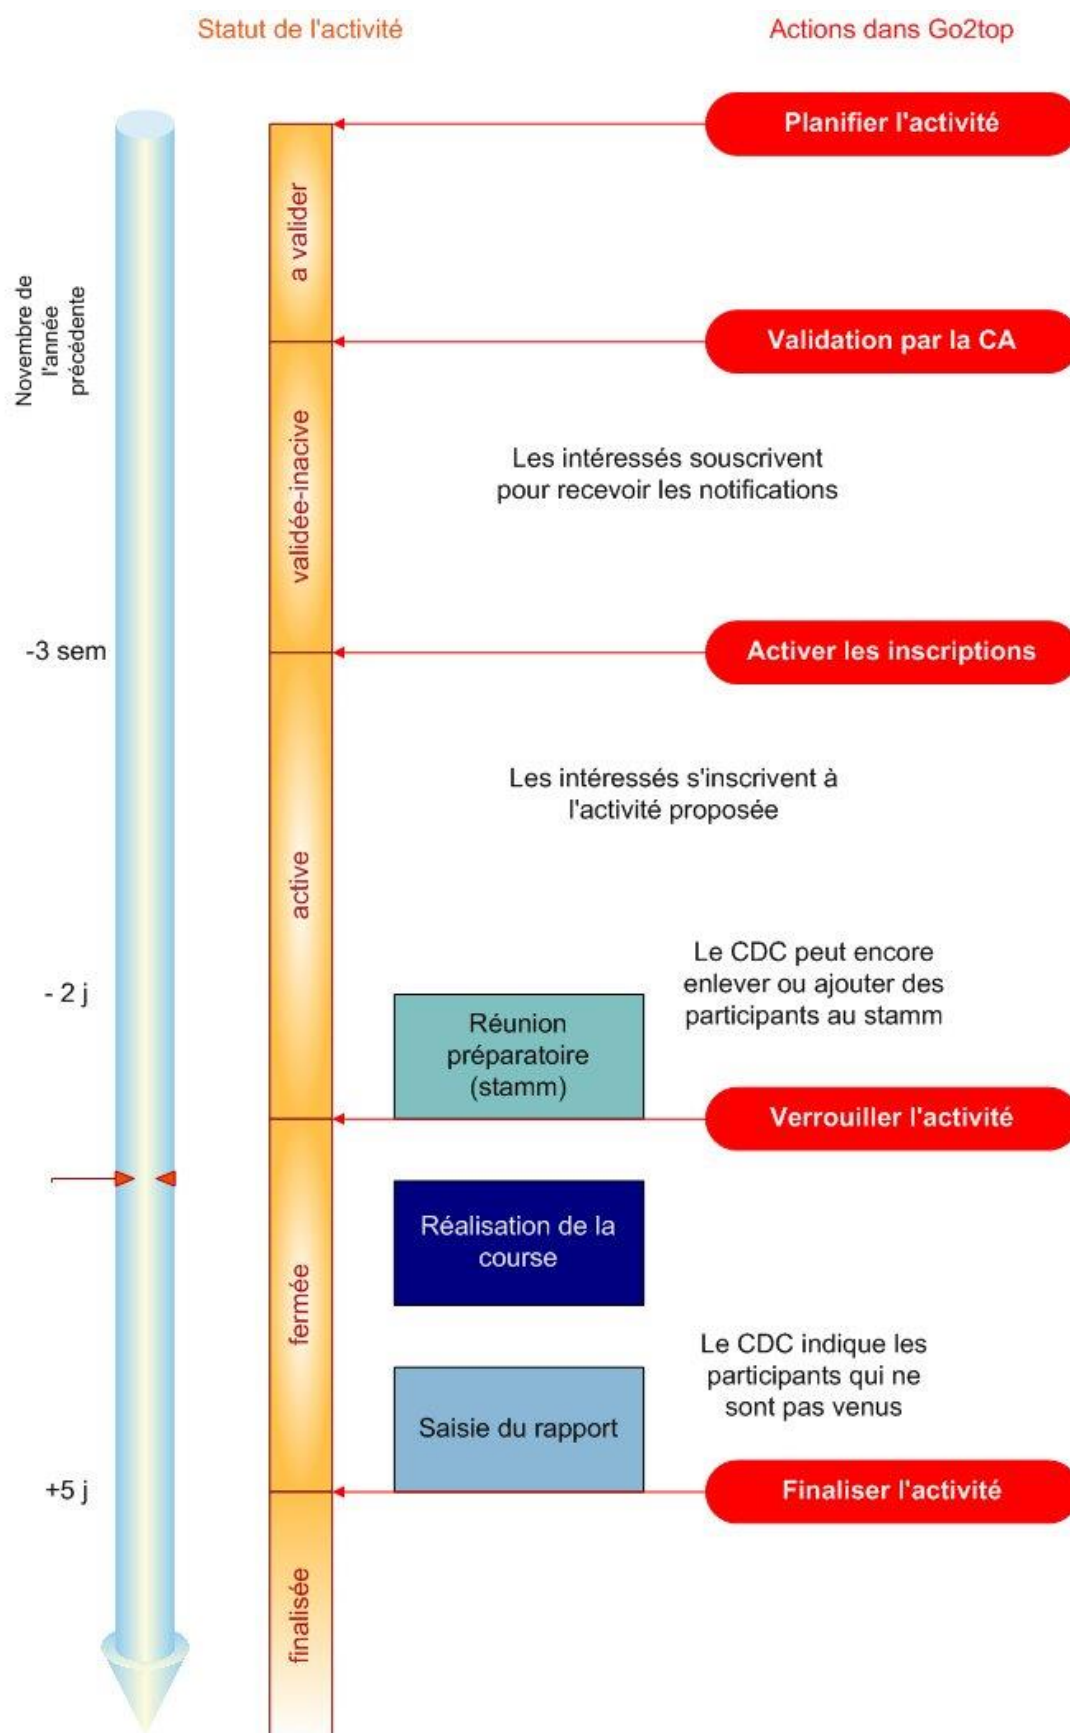 Statut de l'activité
Actions dans Go2top
Planifier l'activité
a valider
Novembre de
l'année
précédente
Validation par la CA
validée-inacive
Les intéressés souscrivent
pour recevoir les notifications
-3 sem
Activer les inscriptions
Les intéressés s'inscrivent à
l'activité proposée
active
Le CDC peut encore
enlever ou ajouter des
participants au stamm
- 2 j
Réunion
préparatoire
(stamm)
Verrouiller l'activité
Réalisation de la
course
fermée
Le CDC indique les
participants qui ne
sont pas venus
Saisie du rapport
+5 j
Finaliser l'activité
finalisée